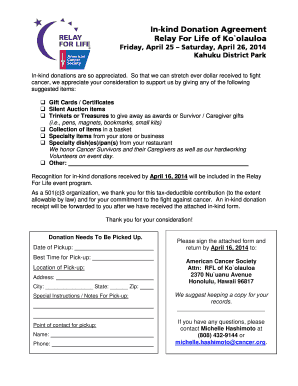 RELAY
FOR LIFE
American
Cancer
Society
In-kind Donation Agreement
Relay For Life of Ko`olauloa
Friday, April 25 – Saturday, April 26, 2014
Kahuku District Park
In-kind donations are so appreciated. So that we can stretch ever dollar received to fight
cancer, we appreciate your consideration to support us by giving any of the following
suggested items:
❑ Gift Cards / Certificates
❑ Silent Auction items
❑ Trinkets or Treasures to give away as awards or Survivor / Caregiver gifts
(i.e., pens, magnets, bookmarks, small kits)
❑ Collection of items in a basket
❑ Specialty items from your store or business
❑ Specialty dish(es)/pan(s) from your restaurant
We honor Cancer Survivors and their Caregivers as well as our hardworking
Volunteers on event day.
❑ Other:
Recognition for in-kind donations received by April 16, 2014 will be included in the Relay
For Life event program.
As a 501(c)3 organization, we thank you for this tax-deductible contribution (to the extent
allowable by law) and for your commitment to the fight against cancer. An in-kind donation
receipt will be forwarded to you after we have received the attached in-kind form.
Thank you for your consideration!
Donation Needs To Be Picked Up.
Date of Pickup:
Best Time for Pick-up:
Location of Pick-up:
Address:
City: State: Zip:
Special Instructions / Notes For Pick-up:
Point of contact for pickup:
Name:
Phone:
Please sign the attached form and
return by April 16, 2014 to:
American Cancer Society
Attn: RFL of Ko`olauloa
2370 Nu`uanu Avenue
Honolulu, Hawaii 96817
We suggest keeping a copy for your
records.
If you have any questions, please
contact Michelle Hashimoto at
(808) 432-9144 or
michelle.hashimoto@cancer.org.